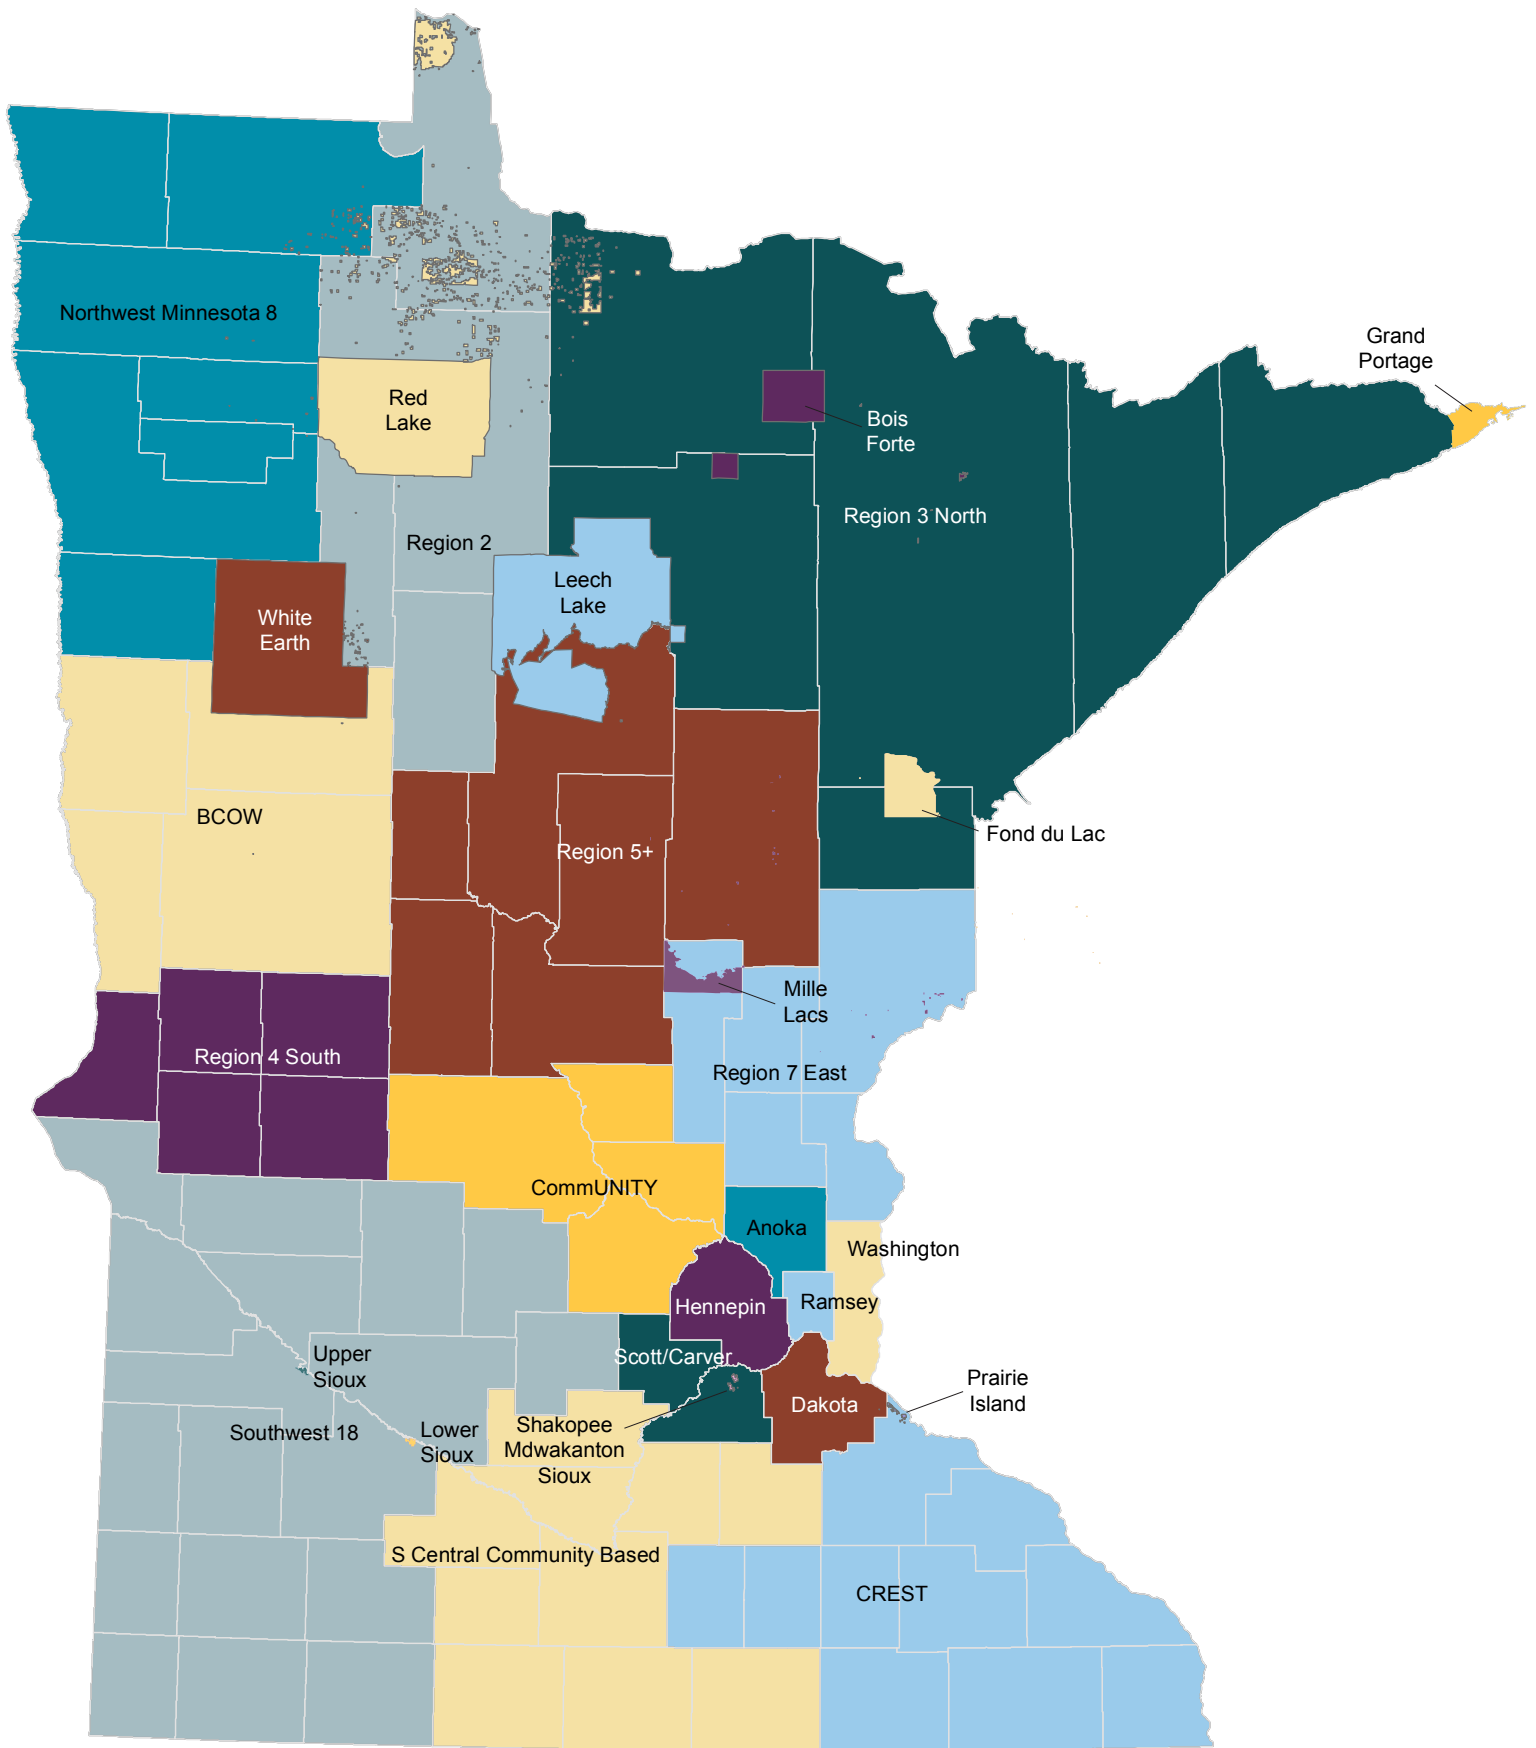 Northwest Minnesota 8
Grand
Portage
Red
Lake
Bois
Forte
Region 3 North
Region 2
Leech
Lake
White
Earth
BCOW
Fond du Lac
Region 5+
Mille
Lacs
Region 4 South
Region 7 East
CommUNITY
Anoka
Washington
Hennepin
Ramsey
Upper
Sioux
Scott/Carver
Prairie
Island
Dakota
Southwest 18
Lower
Sioux
Shakopee
Mdwakanton
Sioux
S Central Community Based
CREST